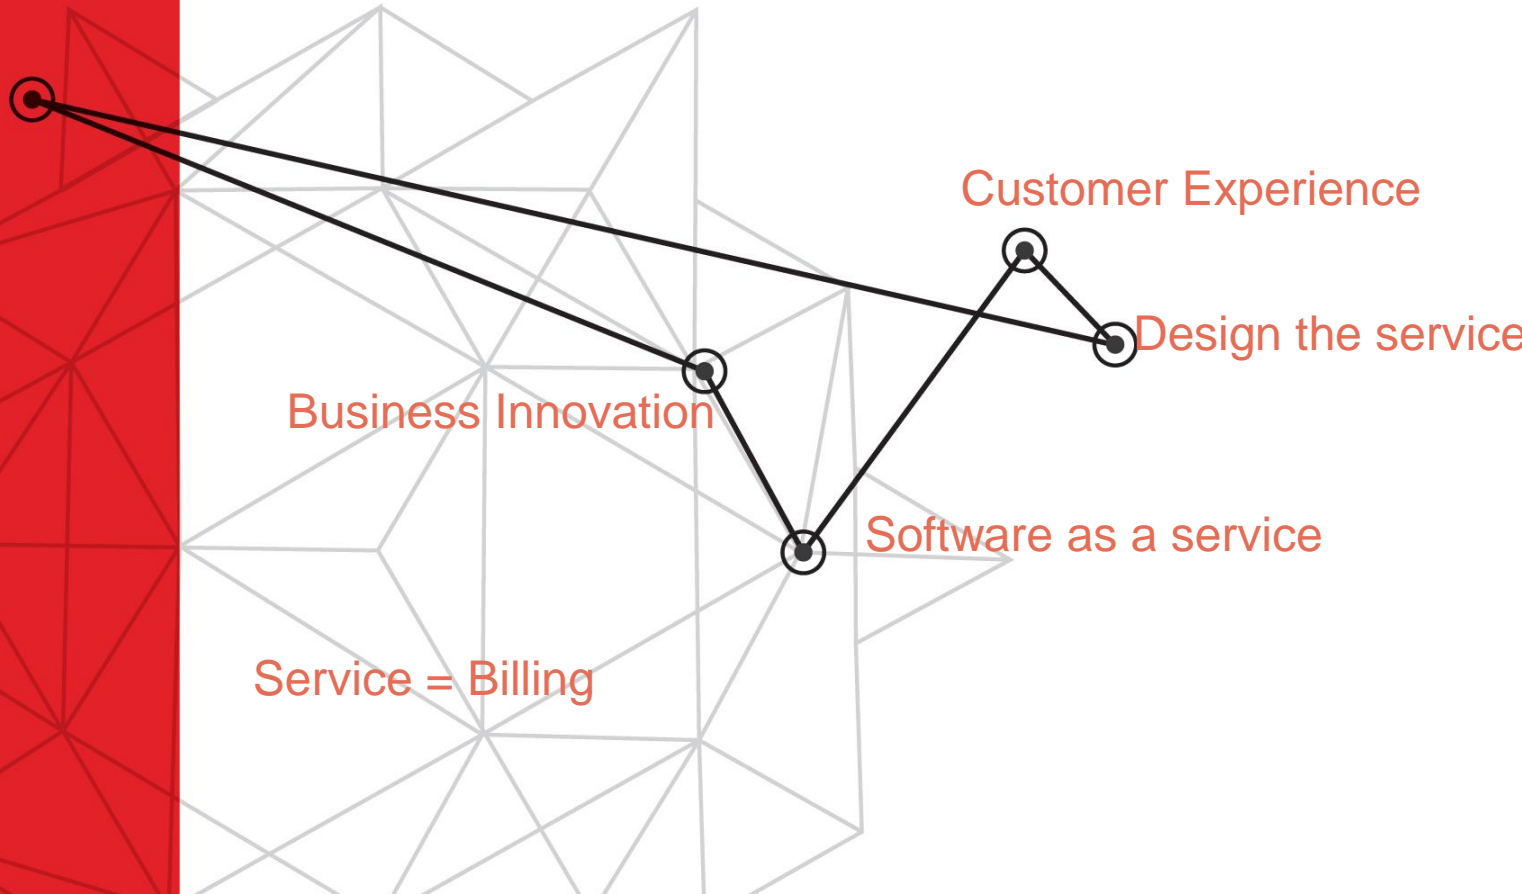 Customer Experience
Design the service
Business Innovation
Software as a service
Service = Billing